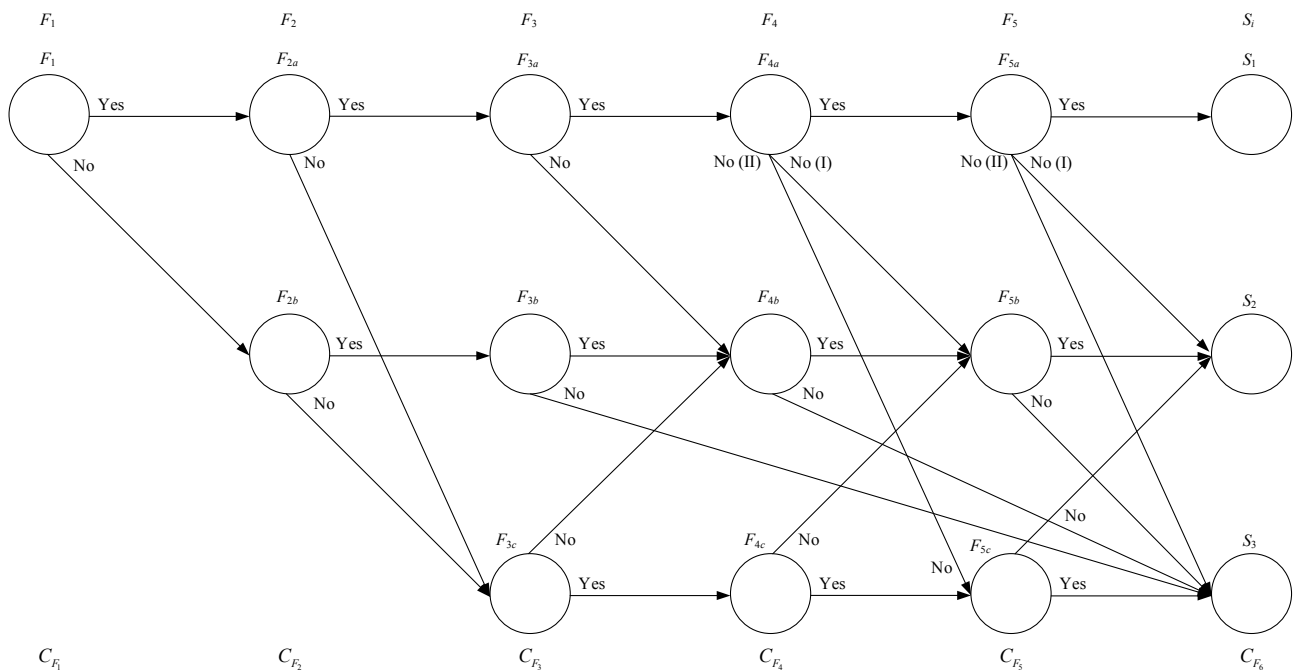 F1 F2 F3 F4 F5 Si
F1 F2a F3a F4a F5a S1
Yes Yes Yes Yes Yes
No No No No (II) No (I) No (II) No (I)
F2b F3b F4b F5b S2
Yes Yes Yes Yes
No No No No
No
F3c F4c F5c S3
No No
Yes Yes No Yes
CF1 CF2 CF3 CF4 CF5 CF6